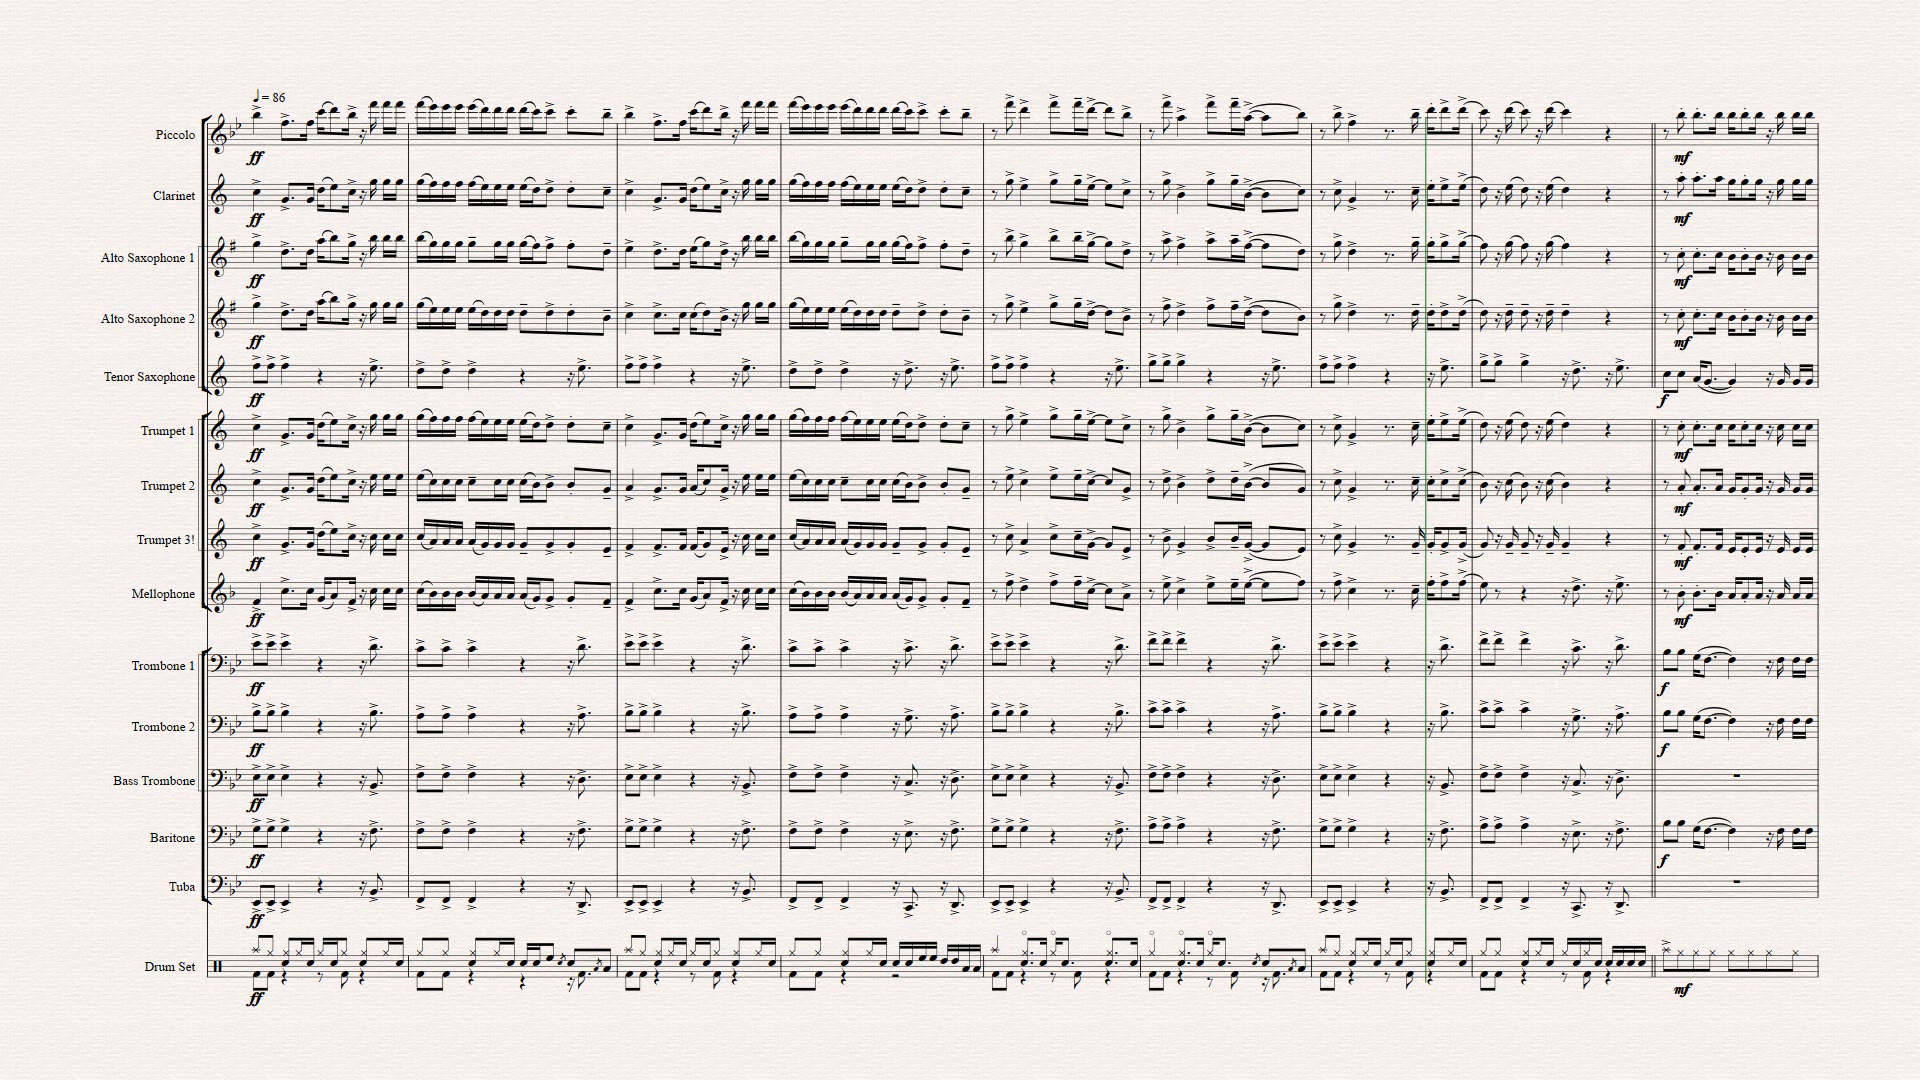 ♩ = 86
Piccolo
ff
mf
Clarinet
ff
mf
Alto Saxophone 1
ff
mf
Alto Saxophone 2
ff
mf
Tenor Saxophone
ff
f
Trumpet 1
ff
mf
Trumpet 2
ff
mf
Trumpet 3!
ff
mf
Mellophone
ff
mf
Trombone 1
ff
f
Trombone 2
ff
f
Bass Trombone
ff
Baritone
ff
f
Tuba
ff
Drum Set
ff
mf